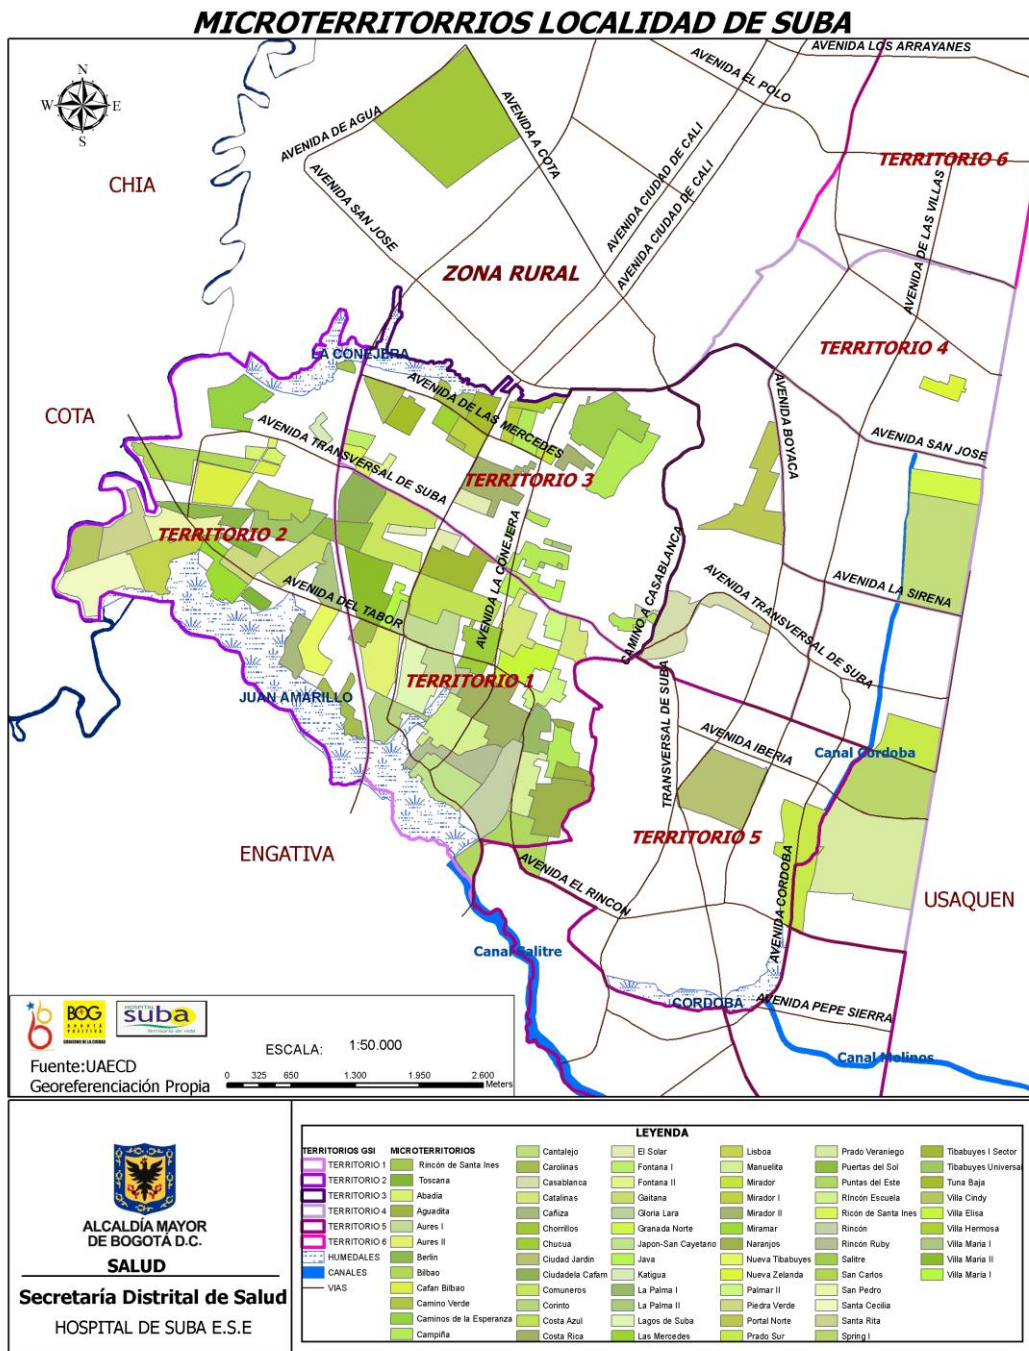 MICROTERRITORRIOS LOCALIDAD DE SUBA
N
W E
S
AVENIDA LOS ARRAYANES
AVENIDA EL POLO
AVENIDA DE AGUA
AVENIDA A COTA
AVENIDA CIUDAD DE CALI
AVENIDA CIUDAD DE CALI
TERRITORIO 6
CHIA
AVENIDA SAN JOSE
AVENIDA DE LAS VILLAS
ZONA RURAL
LA CONEJERA
TERRITORIO 4
COTA
AVENIDA DE LAS MERCEDES
AVENIDA BOYACA
AVENIDA TRANSVERSAL DE SUBA
AVENIDA SAN JOSE
TERRITORIO 3
TERRITORIO 2
AVENIDA LA CONEJERA
CAMINO A CASABLANCA
AVENIDA LA SIRENA
AVENIDA TRANSVERSAL DE SUBA
AVENIDA DEL TABOR
TERRITORIO 1
JUAN AMARILLO
TRANSVERSAL DE SUBA
AVENIDA IBERIA
Canal Cordoba
ENGATIVA
TERRITORIO 5
AVENIDA CORDOBA
AVENIDA EL RINCON
USAQUEN
Canal Salitre
CORDOBA
AVENIDA PEPE SIERRA
Canal Molinos
BOG
BOGOTÁ
POSITIVA
GOBIERNO DE LA CIUDAD
HOSPITAL
suba
Territorio de vida
ESCALA: 1:50.000
Fuente:UAECD
Georeferenciación Propia
0 325 650 1.300 1.950 2.600
Meters
ALCALDÍA MAYOR
DE BOGOTÁ D.C.
SALUD
Secretaría Distrital de Salud
HOSPITAL DE SUBA E.S.E
LEYENDA
TERRITORIOS GSI
TERRITORIO 1
TERRITORIO 2
TERRITORIO 3
TERRITORIO 4
TERRITORIO 5
TERRITORIO 6
HUMEDALES
CANALES
VIAS
MICROTERRITORIOS
Rincón de Santa Ines
Toscana
Abadia
Aguadita
Aures I
Aures II
Berlin
Bilbao
Cafan Bilbao
Camino Verde
Caminos de la Esperanza
Campiña
Cantalejo
Carolinas
Casablanca
Catalinas
Cañiza
Chorrillos
Chucua
Ciudad Jardin
Ciudadela Cafam
Comuneros
Corinto
Costa Azul
Costa Rica
El Solar
Fontana I
Fontana II
Gaitana
Gloria Lara
Granada Norte
Japon-San Cayetano
Java
Katigua
La Palma I
La Palma II
Lagos de Suba
Las Mercedes
Lisboa
Manuelita
Mirador
Mirador I
Mirador II
Miramar
Naranjos
Nueva Tibabuyes
Nueva Zelanda
Palmar II
Piedra Verde
Portal Norte
Prado Sur
Prado Veraniego
Puertas del Sol
Puntas del Este
RIncón Escuela
Ricón de Santa Ines
Rincón
Rincón Ruby
Salitre
San Carlos
San Pedro
Santa Cecilia
Santa Rita
Spring I
Tibabuyes I Sector
Tibabuyes Universal
Tuna Baja
Villa Cindy
Villa Elisa
Villa Hermosa
Villa Maria I
Villa Maria II
Villa María I